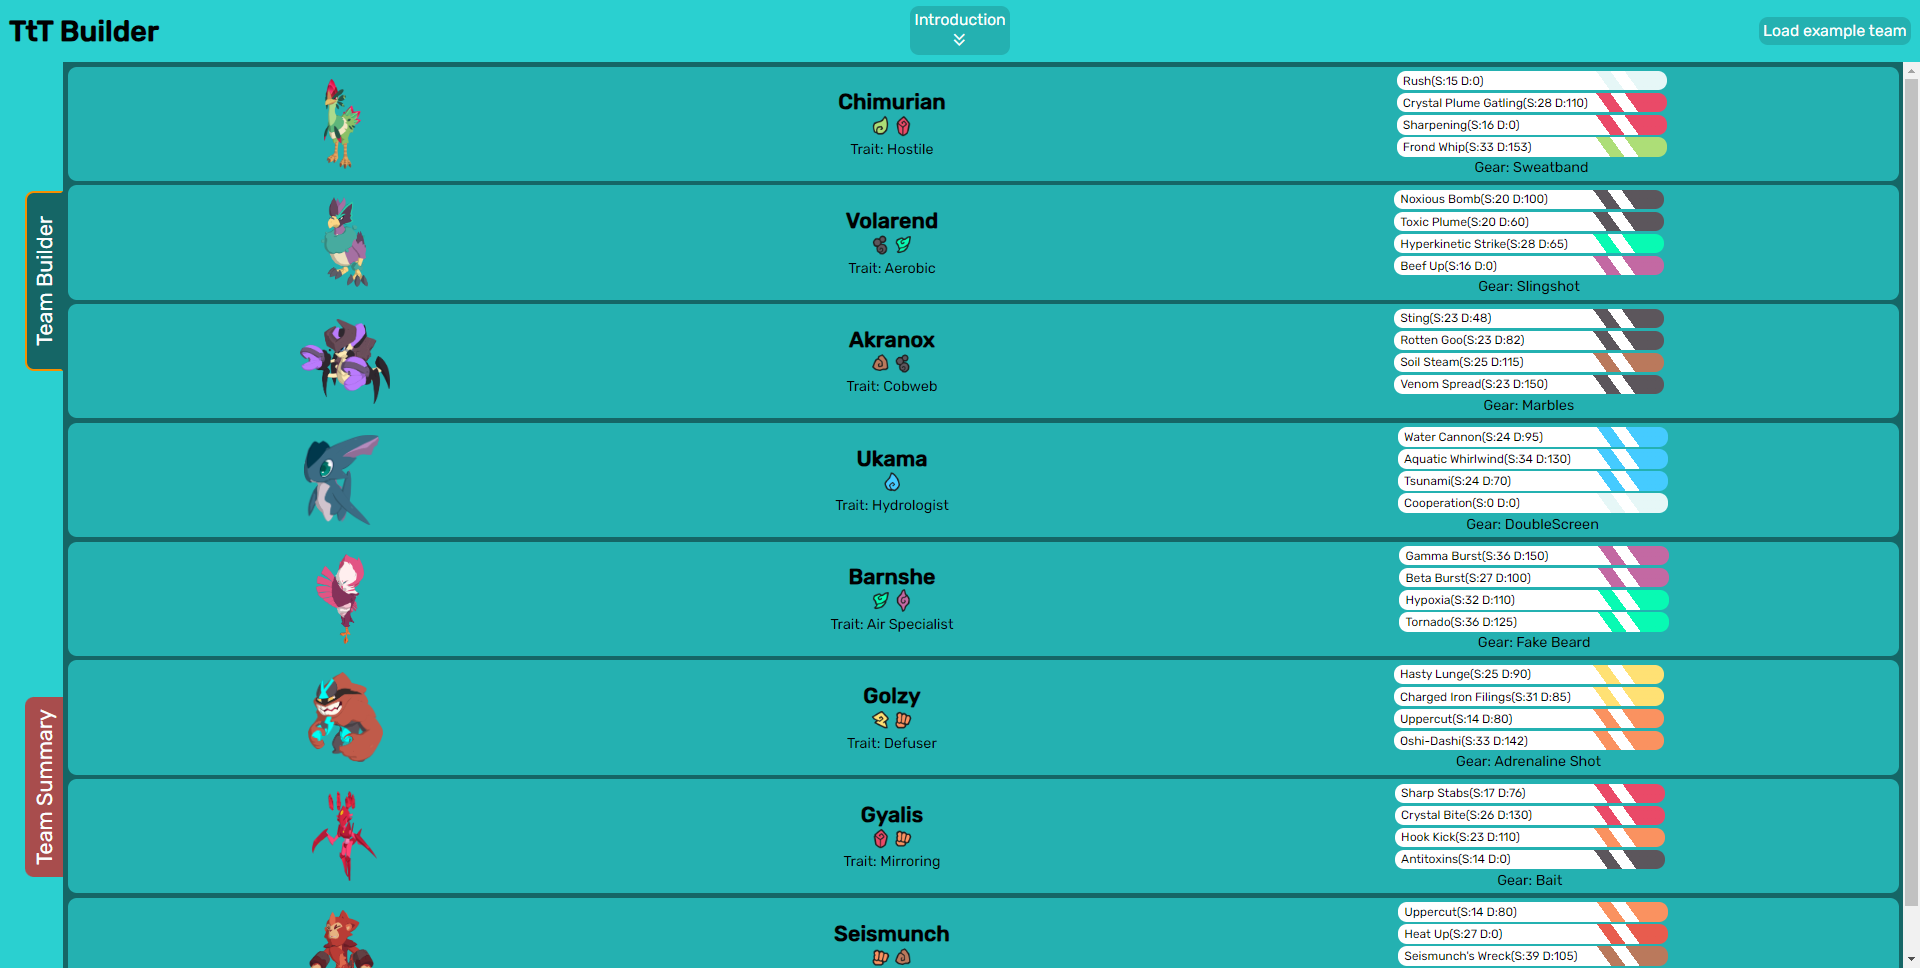 TtT Builder
Introduction
Load example team
Team Builder
Team Summary
Chimurian
Trait: Hostile
Rush(S:15 D:0)
Crystal Plume Gatling(S:28 D:110)
Sharpening(S:16 D:0)
Frond Whip(S:33 D:153)
Gear: Sweatband
Volarend
Trait: Aerobic
Noxious Bomb(S:20 D:100)
Toxic Plume(S:20 D:60)
Hyperkinetic Strike(S:28 D:65)
Beef Up(S:16 D:0)
Gear: Slingshot
Akranox
Trait: Cobweb
Sting(S:23 D:48)
Rotten Goo(S:23 D:82)
Soil Steam(S:25 D:115)
Venom Spread(S:23 D:150)
Gear: Marbles
Ukama
Trait: Hydrologist
Water Cannon(S:24 D:95)
Aquatic Whirlwind(S:34 D:130)
Tsunami(S:24 D:70)
Cooperation(S:0 D:0)
Gear: DoubleScreen
Barnshe
Trait: Air Specialist
Gamma Burst(S:36 D:150)
Beta Burst(S:27 D:100)
Hypoxia(S:32 D:110)
Tornado(S:36 D:125)
Gear: Fake Beard
Golzy
Trait: Defuser
Hasty Lunge(S:25 D:90)
Charged Iron Filings(S:31 D:85)
Uppercut(S:14 D:80)
Oshi-Dashi(S:33 D:142)
Gear: Adrenaline Shot
Gyalis
Trait: Mirroring
Sharp Stabs(S:17 D:76)
Crystal Bite(S:26 D:130)
Hook Kick(S:23 D:110)
Antitoxins(S:14 D:0)
Gear: Bait
Seismunch
Uppercut(S:14 D:80)
Heat Up(S:27 D:0)
Seismunch's Wreck(S:39 D:105)